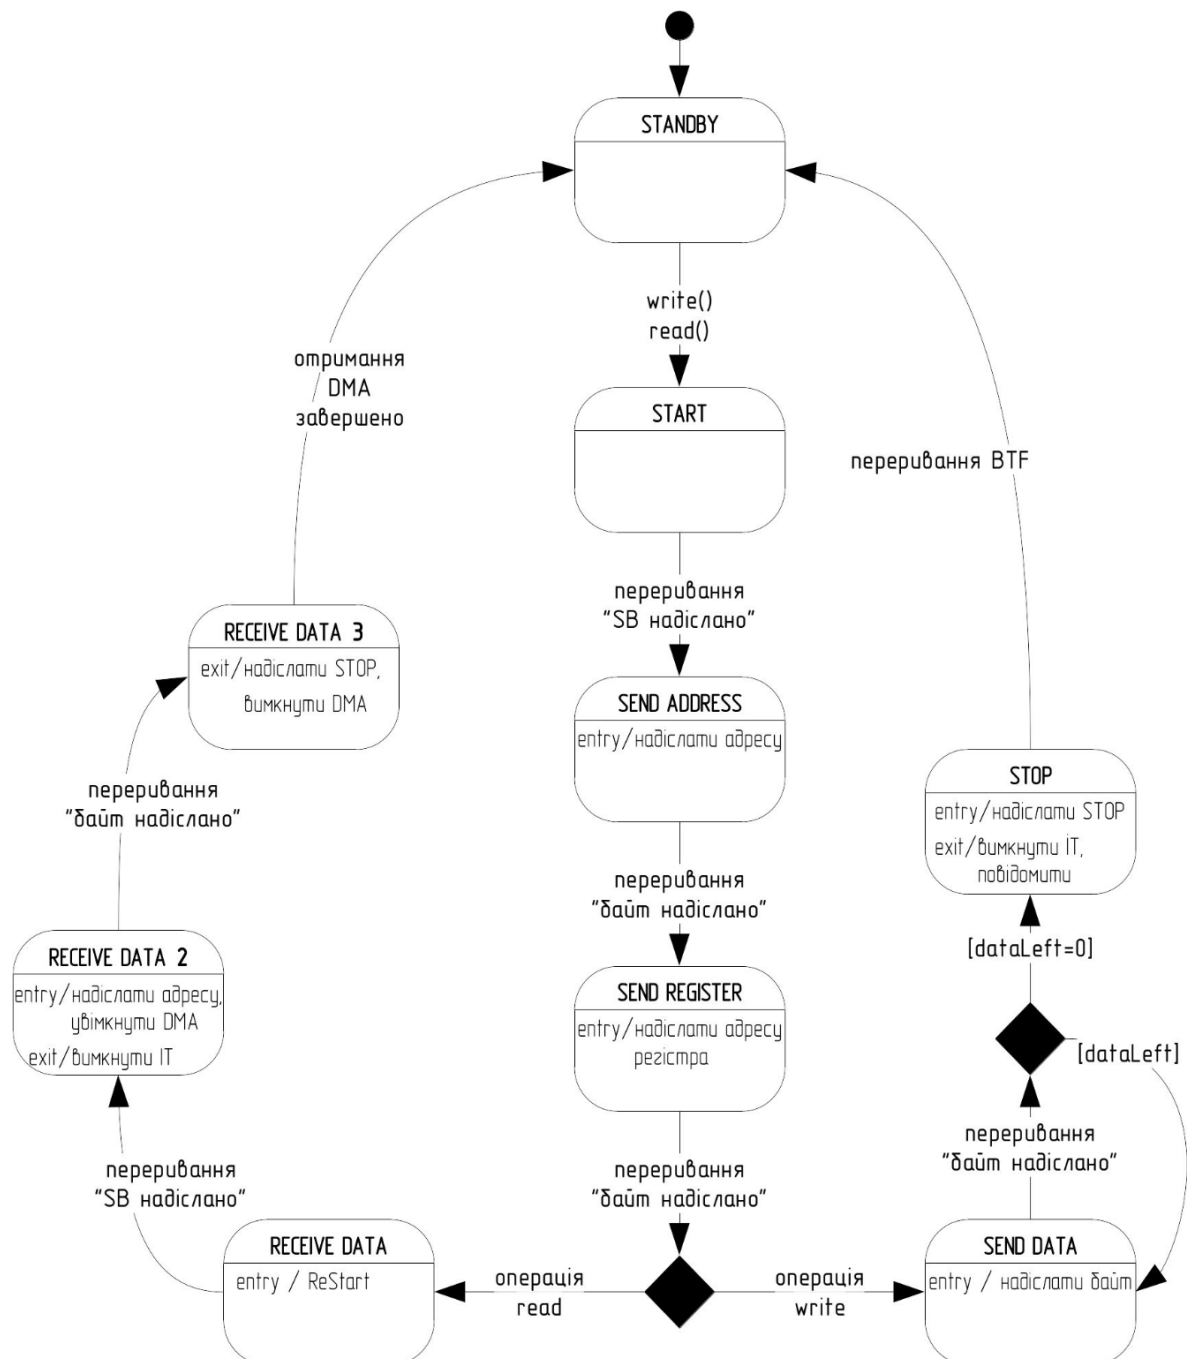 STANDBY
write()
read()
отримання
DMA
завершено
START
переривання BTF
переривання
"SB надіслано"
RECEIVE DATA 3
exit/надіслати STOP,
вимкнути DMA
SEND ADDRESS
entry/надіслати адресу
STOP
entry/надіслати STOP
exit/вимкнути ІТ,
повідомити
переривання
"байт надіслано"
переривання
"байт надіслано"
RECEIVE DATA 2
entry/надіслати адресу,
увімкнути DMA
exit/вимкнути IT
SEND REGISTER
entry/надіслати адресу
регістра
[dataLeft=0]
[dataLeft]
переривання
"байт надіслано"
переривання
"SB надіслано"
переривання
"байт надіслано"
RECEIVE DATA
entry / ReStart
операція
read
операція
write
SEND DATA
entry / надіслати байт